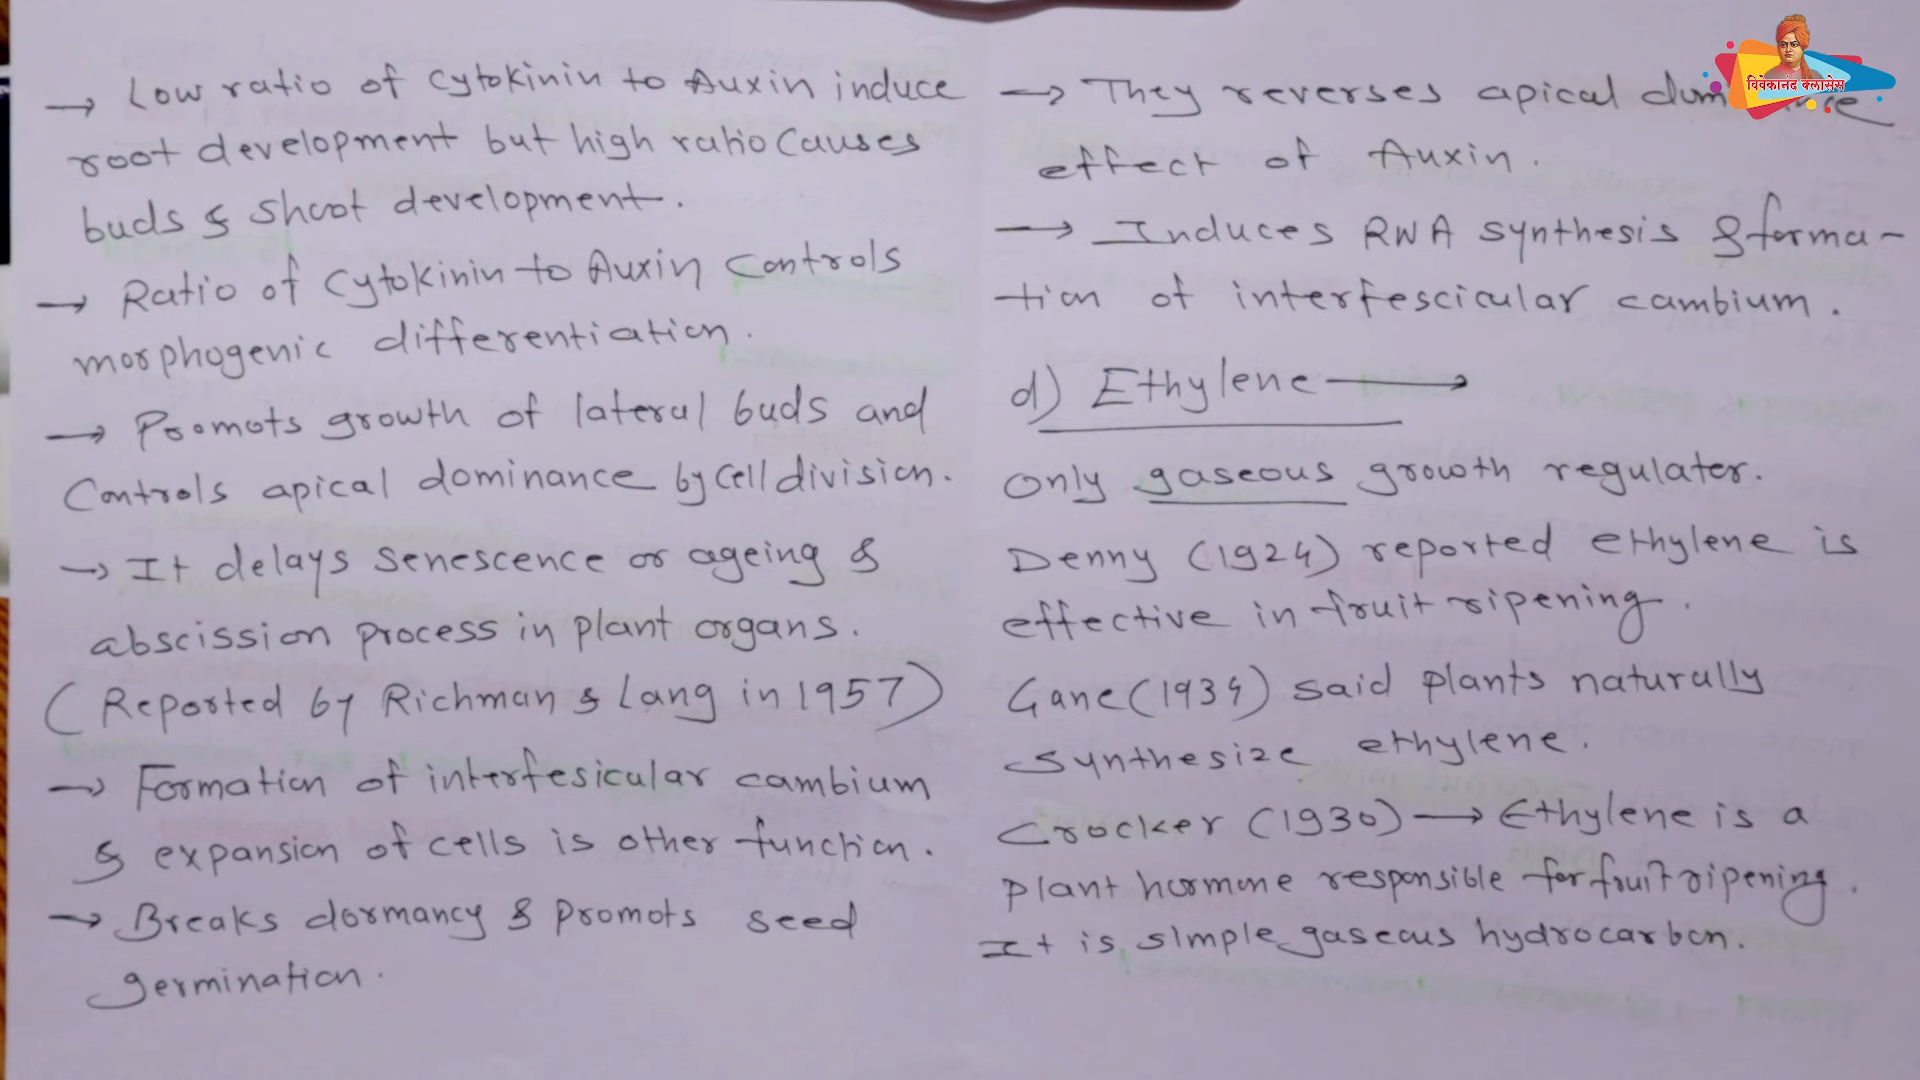 → Low ratio of cytokinin to Auxin induce
root development but high ratio causes
buds & shoot development.
→ Ratio of cytokinin to Auxin controls
morphogenic differentiation.
→ Promots growth of lateral buds and
Controls apical dominance by cell division.
→ It delays senescence or ageing &
abscission process in plant organs.
(Reported by Richman & Lang in 1957)
→ Formation of interfesicular cambium
& expansion of cells is other function.
→ Breaks dormancy & promots seed
germination.
→ They reverses apical dominance
effect of Auxin.
→ Induces RNA synthesis & forma-
tion of interfescicular cambium.
d) Ethylene →
Only gaseous growth regulator.
Denny (1924) reported ethylene is
effective in fruit ripening.
Gane (1934) said plants naturally
synthesize ethylene.
Crocker (1930) → Ethylene is a
plant hormone responsible for fruit ripening.
It is simple gaseous hydrocarbon.
विवेकानंद क्लासेस